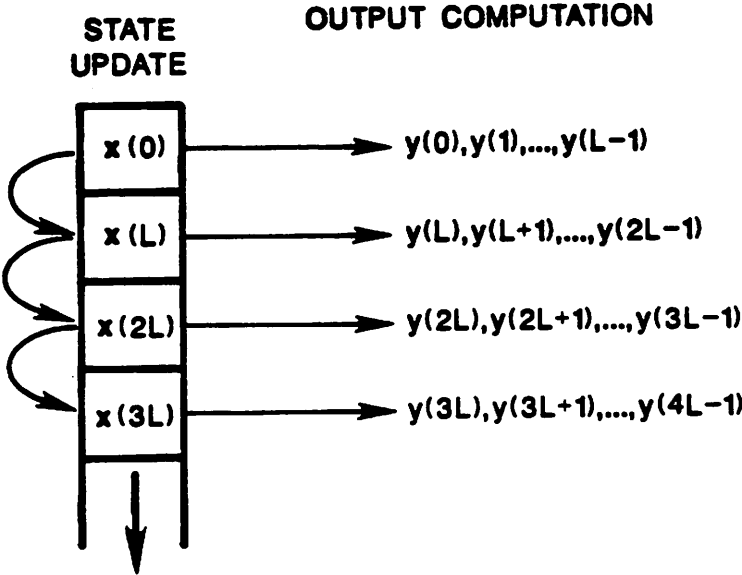 STATE
UPDATE
OUTPUT COMPUTATION
x(0)
y(0),y(1),...,y(L-1)
x(L)
y(L),y(L+1),...,y(2L-1)
x(2L)
y(2L),y(2L+1),...,y(3L-1)
x(3L)
y(3L),y(3L+1),...,y(4L-1)